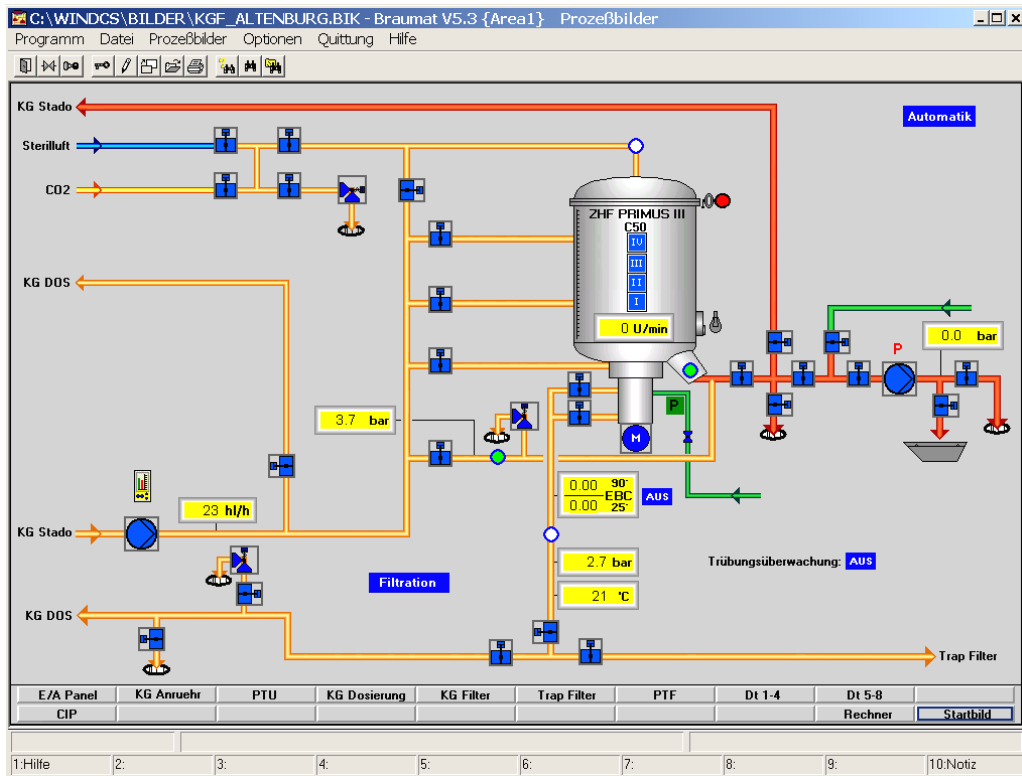 C:\WINDCS\BILDER\KGF_ALTENBURG.BIK - Braumat V5.3 {Area1} Prozeßbilder
Programm Datei Prozeßbilder Optionen Quittung Hilfe
KG Stado
Automatik
Sterilluft
CO2
ZHF PRIMUS III
C50
IV
III
II
I
KG DOS
0 U/min
0.0 bar
P
P
3.7 bar
M
0.00 90°
EBC
0.00 25°
AUS
23 hl/h
KG Stado
2.7 bar
Trübungsüberwachung: AUS
Filtration
21 °C
KG DOS
Trap Filter
E/A Panel KG Anruehr PTU KG Dosierung KG Filter Trap Filter PTF Dt 1-4 Dt 5-8
CIP Rechner Startbild
1:Hilfe 2: 3: 4: 5: 6: 7: 8: 9: 10:Notiz